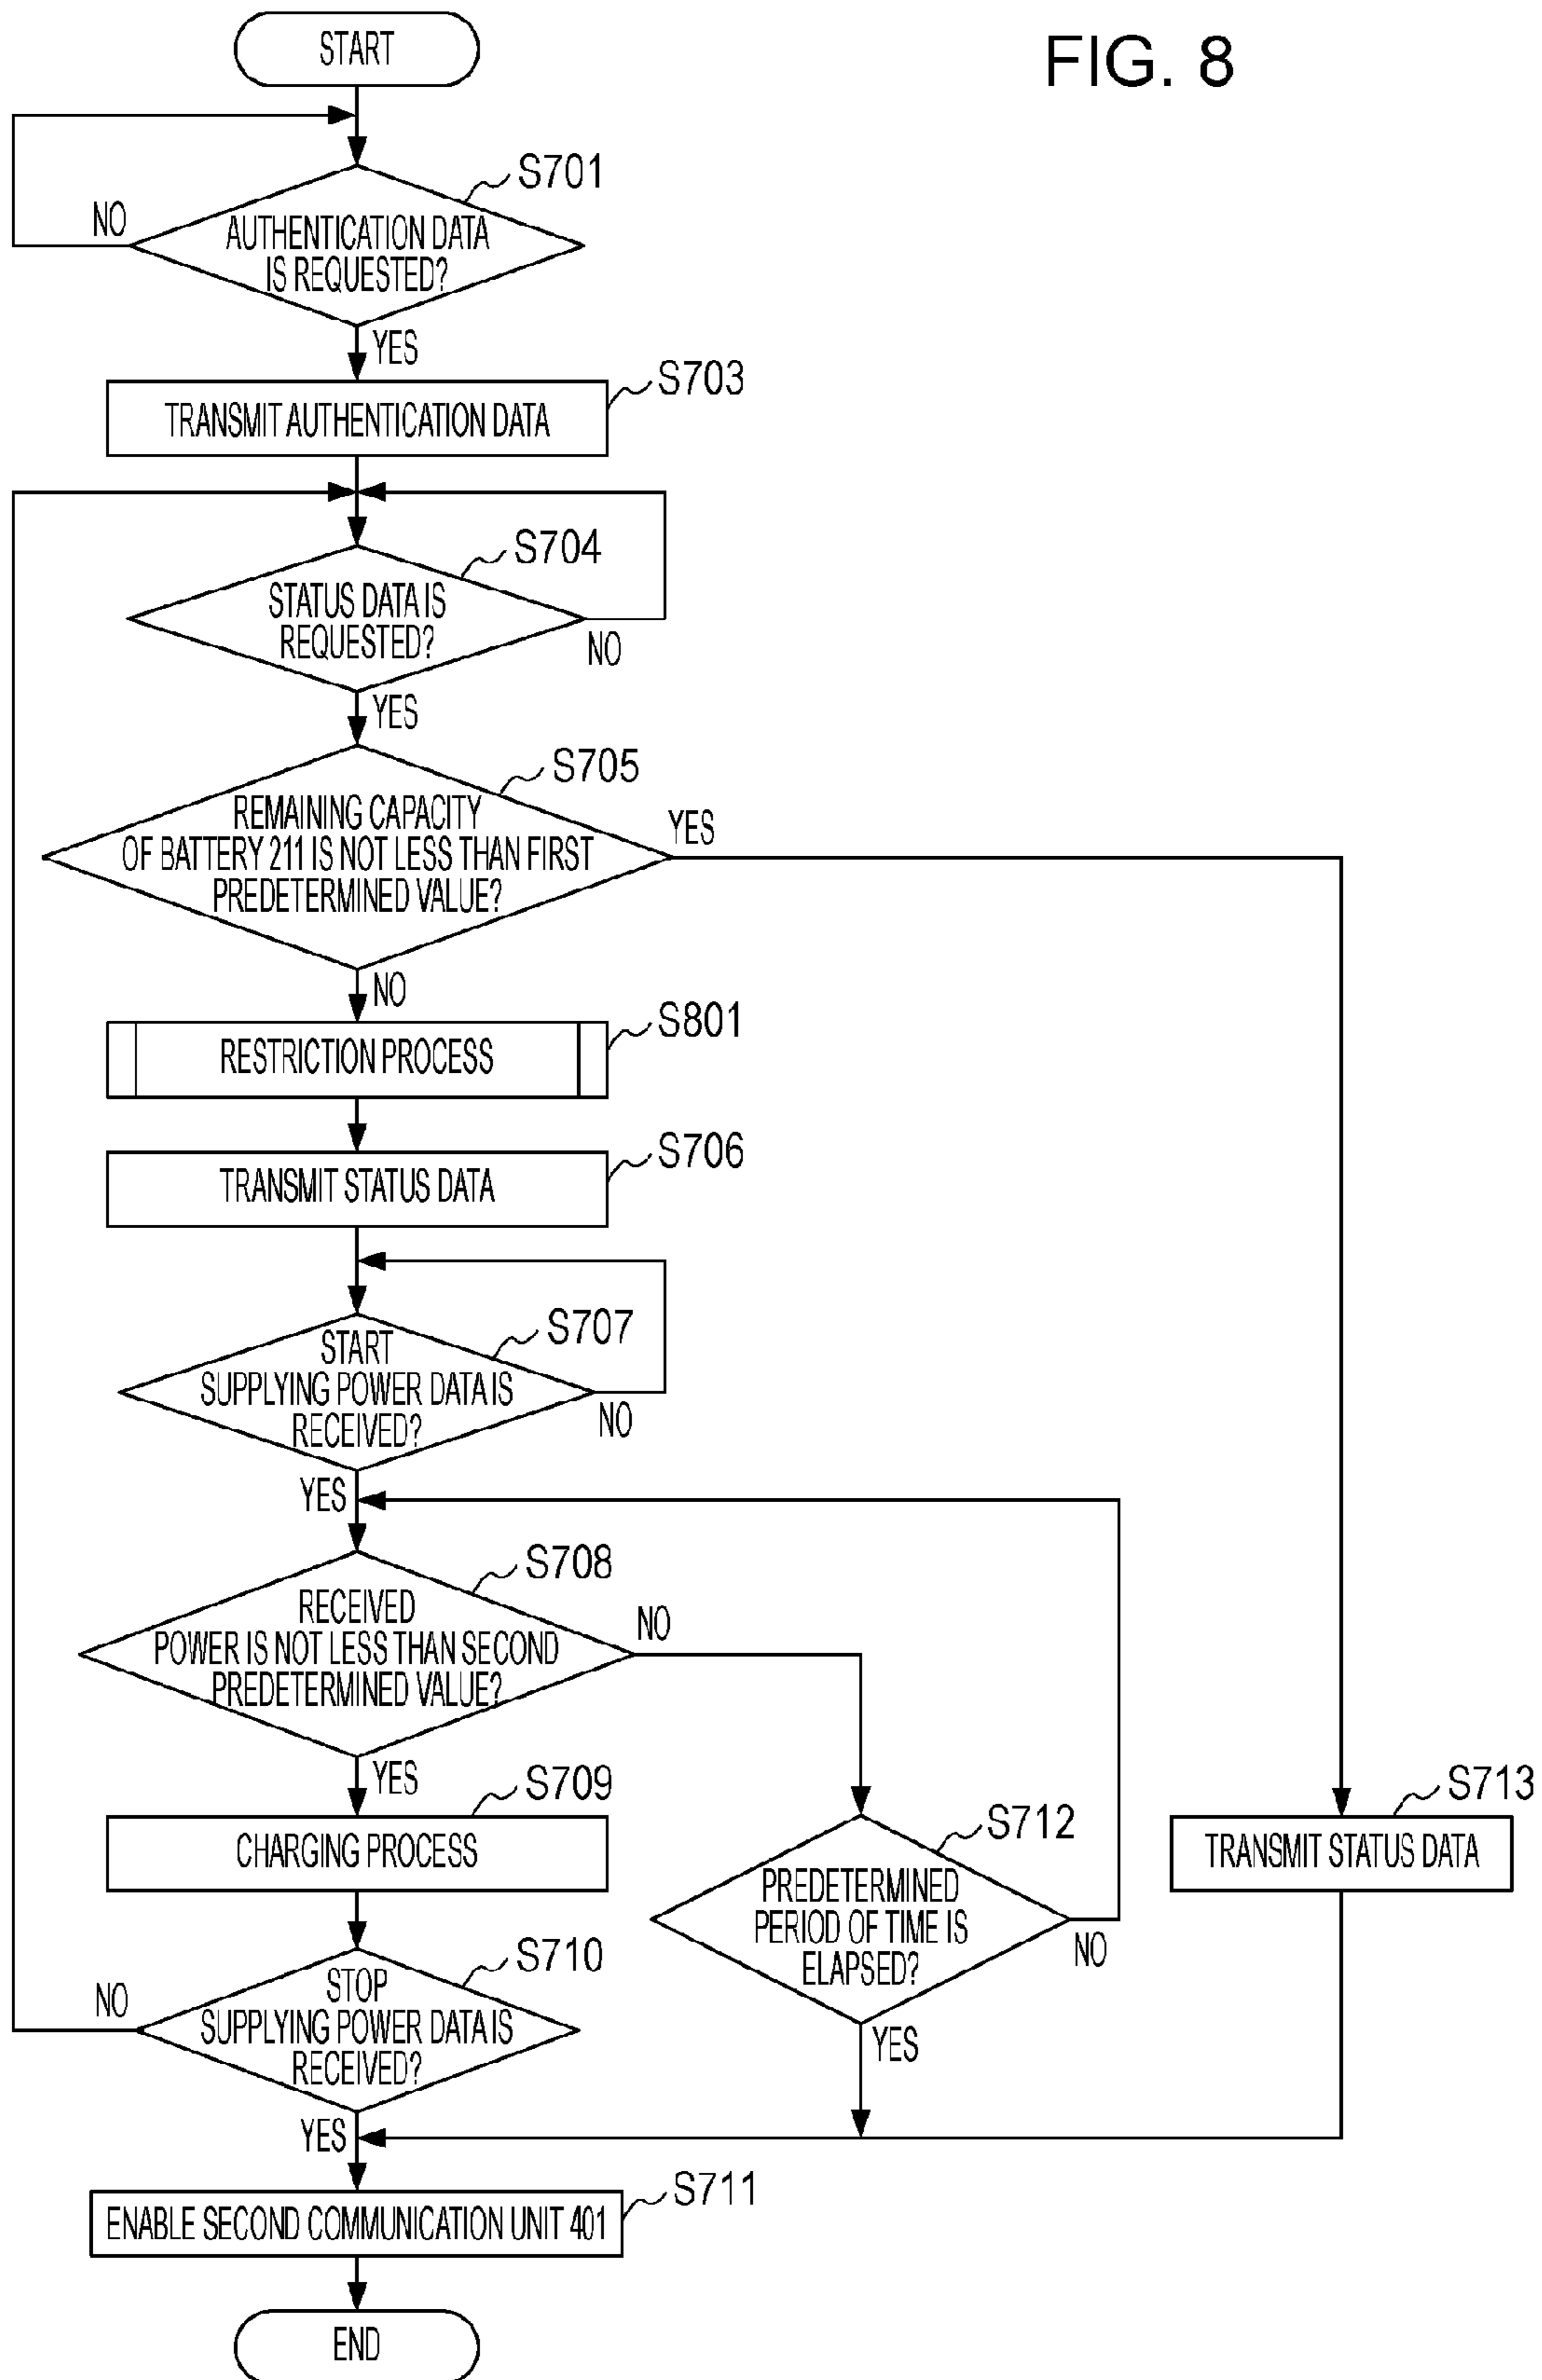 START
FIG. 8
S701
NO
AUTHENTICATION DATA
IS REQUESTED?
YES
S703
TRANSMIT AUTHENTICATION DATA
S704
STATUS DATA IS
REQUESTED?
NO
YES
S705
REMAINING CAPACITY
OF BATTERY 211 IS NOT LESS THAN FIRST
PREDETERMINED VALUE?
YES
NO
S801
RESTRICTION PROCESS
S706
TRANSMIT STATUS DATA
S707
START
SUPPLYING POWER DATA IS
RECEIVED?
NO
YES
S708
RECEIVED
POWER IS NOT LESS THAN SECOND
PREDETERMINED VALUE?
NO
YES
S709
CHARGING PROCESS
S712
PREDETERMINED
PERIOD OF TIME IS
ELAPSED?
NO
YES
S713
TRANSMIT STATUS DATA
S710
STOP
SUPPLYING POWER DATA IS
RECEIVED?
NO
YES
S711
ENABLE SECOND COMMUNICATION UNIT 401
END